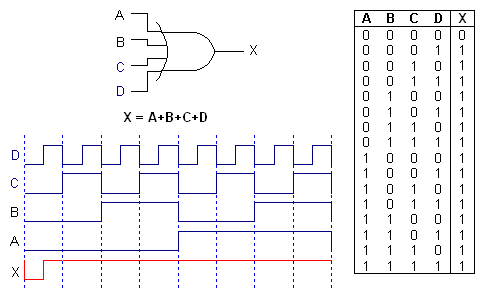 A
B
C
D
X
X = A+B+C+D
D
C
B
A
X
A B C D X
0 0 0 0 0
0 0 0 1 1
0 0 1 0 1
0 0 1 1 1
0 1 0 0 1
0 1 0 1 1
0 1 1 0 1
0 1 1 1 1
1 0 0 0 1
1 0 0 1 1
1 0 1 0 1
1 0 1 1 1
1 1 0 0 1
1 1 0 1 1
1 1 1 0 1
1 1 1 1 1